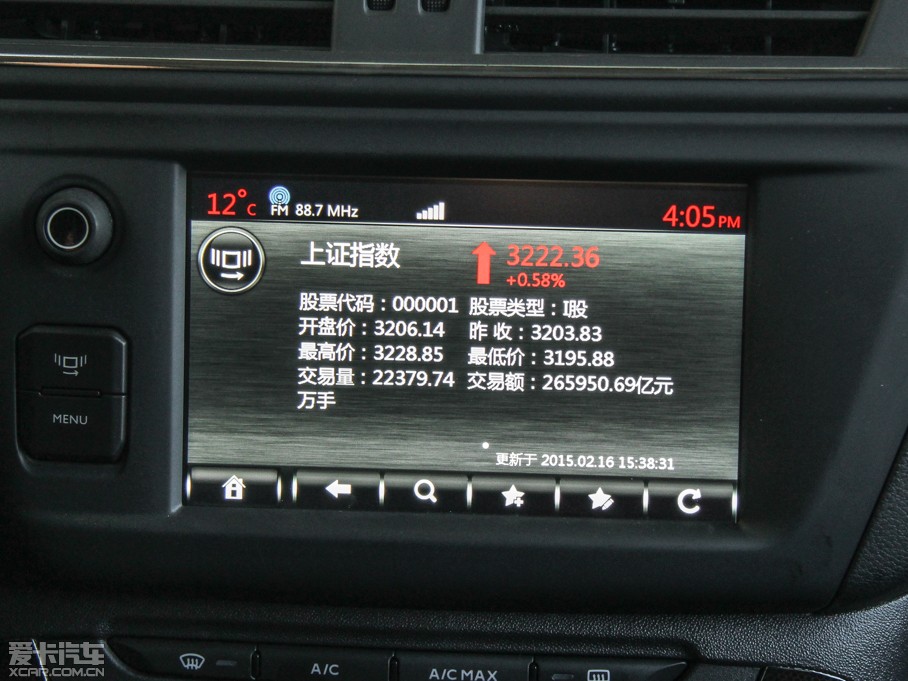 12°C FM 88.7 MHz 4:05 PM
上证指数 3222.36
+0.58%
股票代码：000001 股票类型：I股
开盘价：3206.14 昨 收：3203.83
最高价：3228.85 最低价：3195.88
交易量：22379.74 交易额：265950.69亿元
万手
更新于 2015.02.16 15:38:31
MENU
A/C A/C MAX
爱卡汽车
XCAR.COM.CN